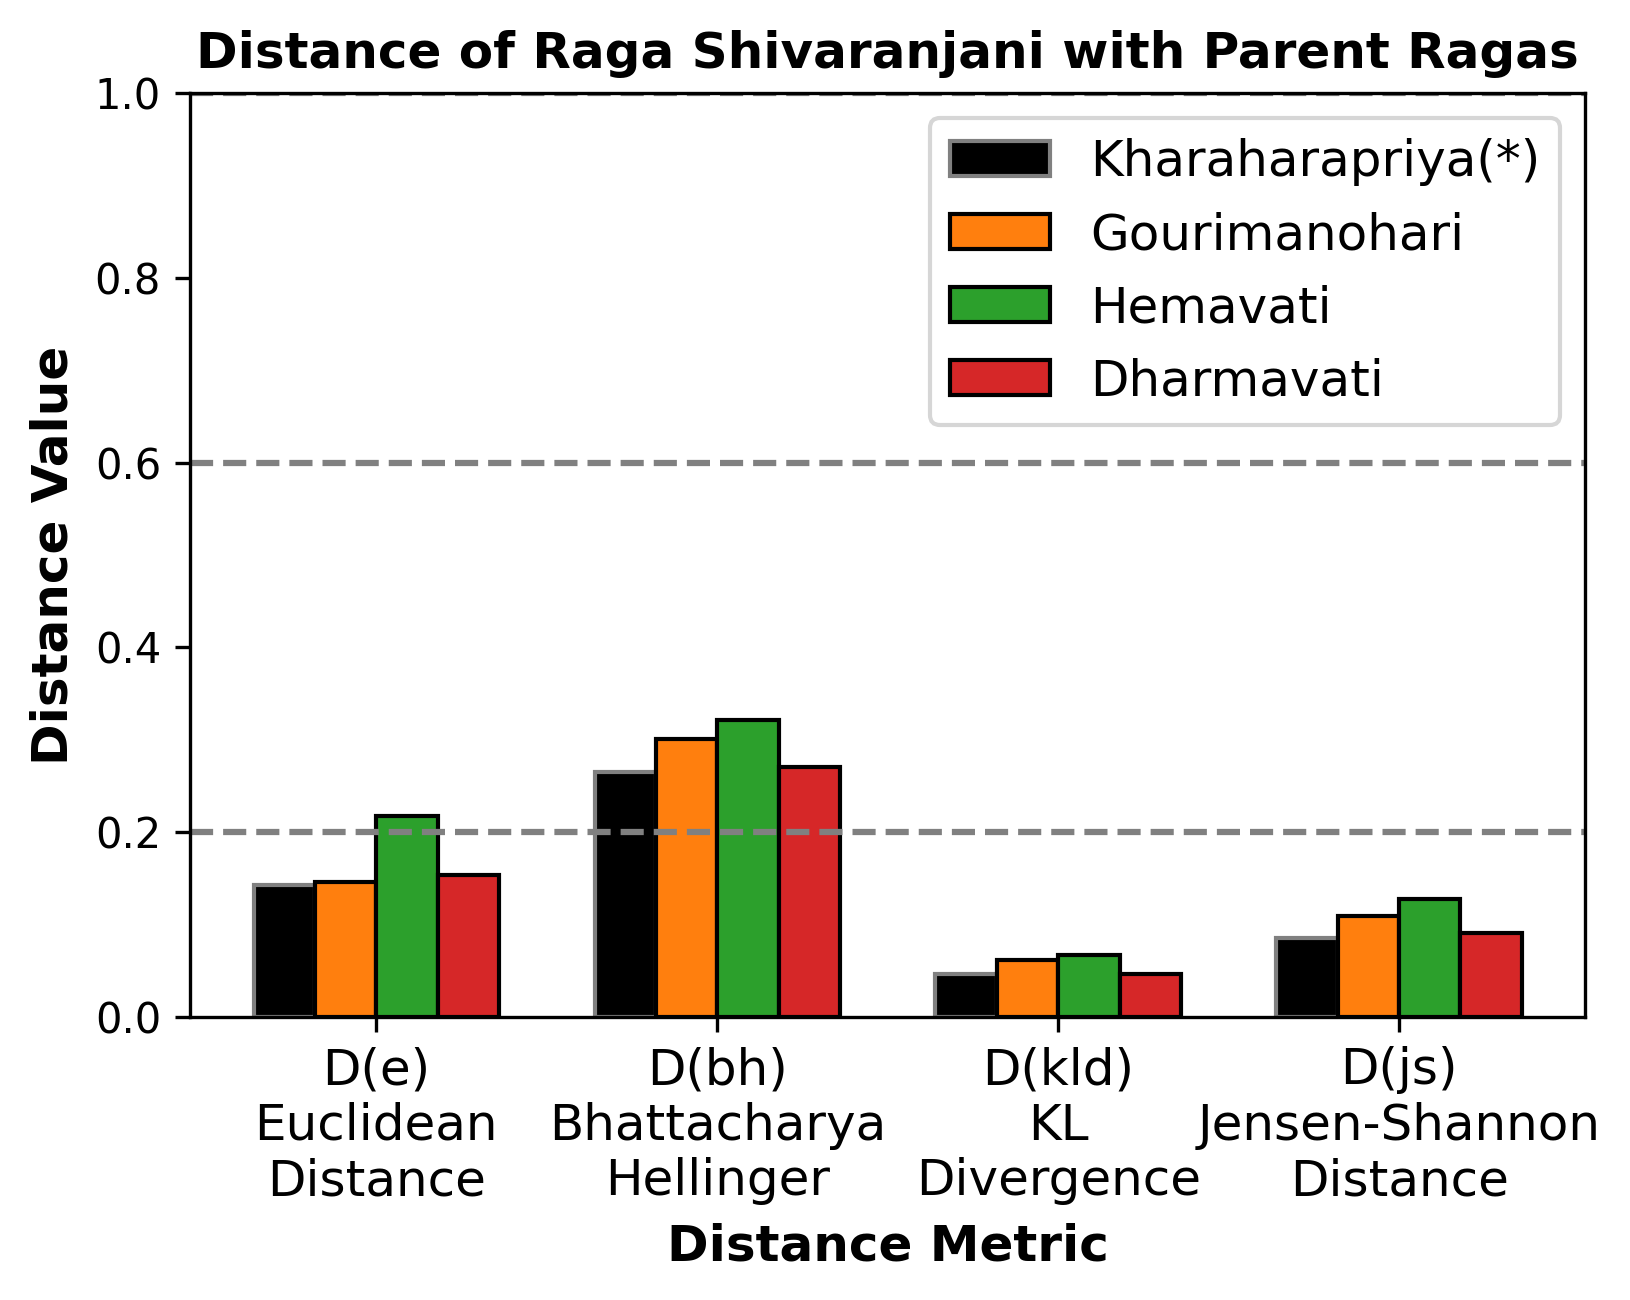 Distance of Raga Shivaranjani with Parent Ragas
Distance Value
1.0
0.8
0.6
0.4
0.2
0.0
Kharaharapriya(*)
Gourimanohari
Hemavati
Dharmavati
D(e)
Euclidean
Distance
D(bh)
Bhattacharya
Hellinger
D(kld)
KL
Divergence
D(js)
Jensen-Shannon
Distance
Distance Metric